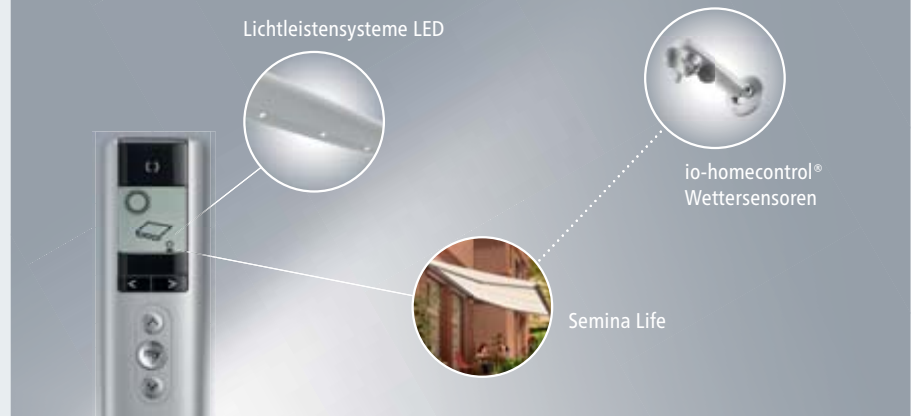 Lichtleistensysteme LED
io-homecontrol®
Wettersensoren
Semina Life